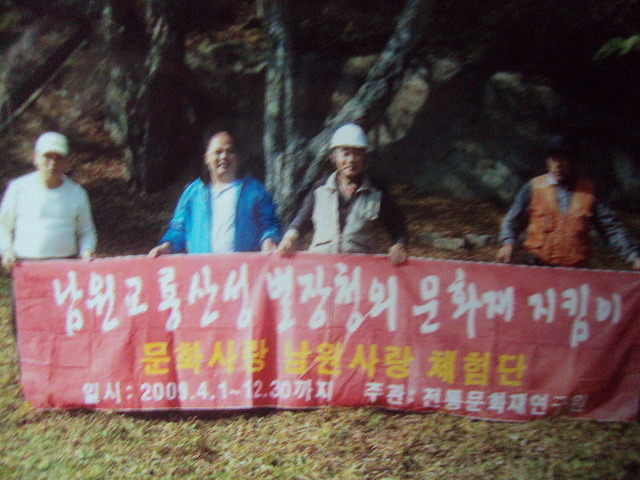 남원교룡산성 별장청의 문화재 지킴이
문화사랑 남원사랑 체험단
일시: 2009.4.1~12.30까지 주관: 전통문화재연구원